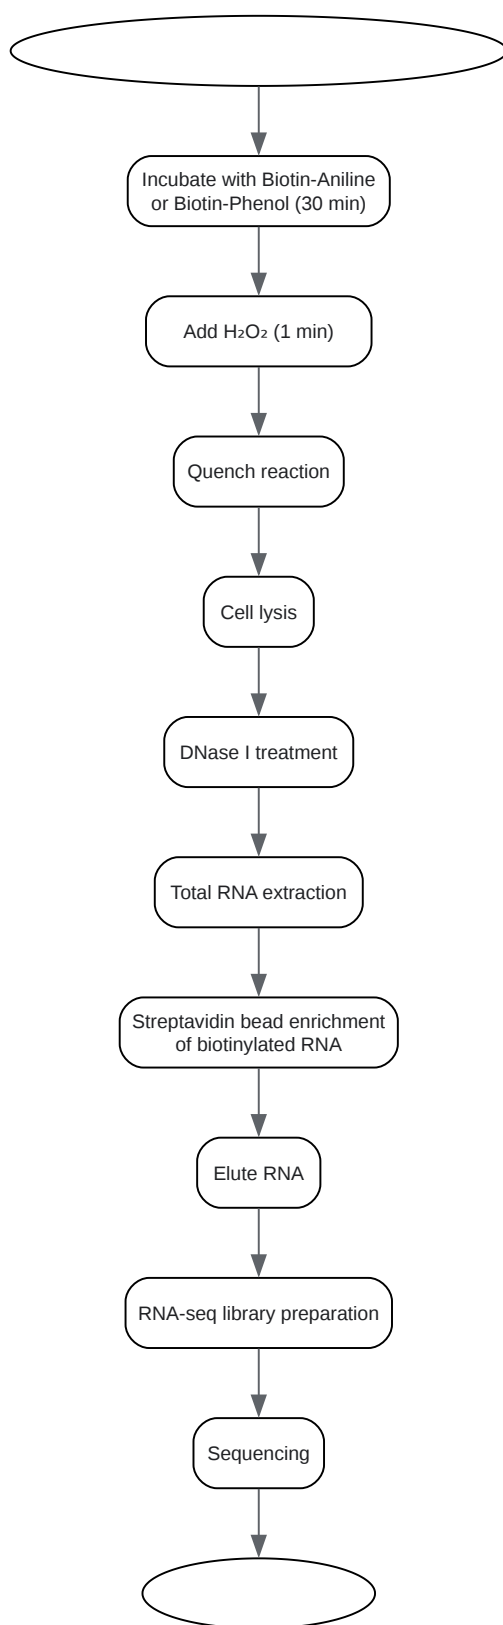 Incubate with Biotin-Aniline
or Biotin-Phenol (30 min)
Add H₂O₂ (1 min)
Quench reaction
Cell lysis
DNase I treatment
Total RNA extraction
Streptavidin bead enrichment
of biotinylated RNA
Elute RNA
RNA-seq library preparation
Sequencing